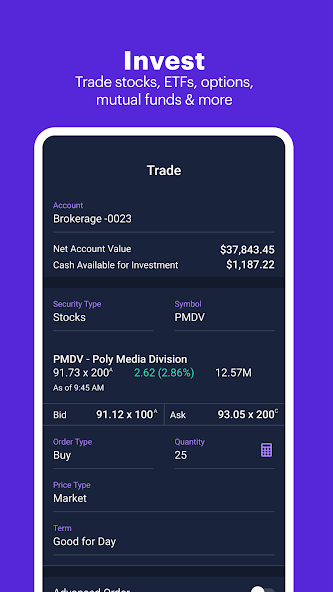 Invest
Trade stocks, ETFs, options,
mutual funds & more
Trade
Account
Brokerage -0023
Net Account Value $37,843.45
Cash Available for Investment $1,187.22
Security Type Symbol
Stocks PMDV
PMDV - Poly Media Division
91.73 x 200A 2.62 (2.86%) 12.57M
As of 9:45 AM
Bid 91.12 x 100A Ask 93.05 x 200C
Order Type Quantity
Buy 25
Price Type
Market
Term
Good for Day
Advanced Order